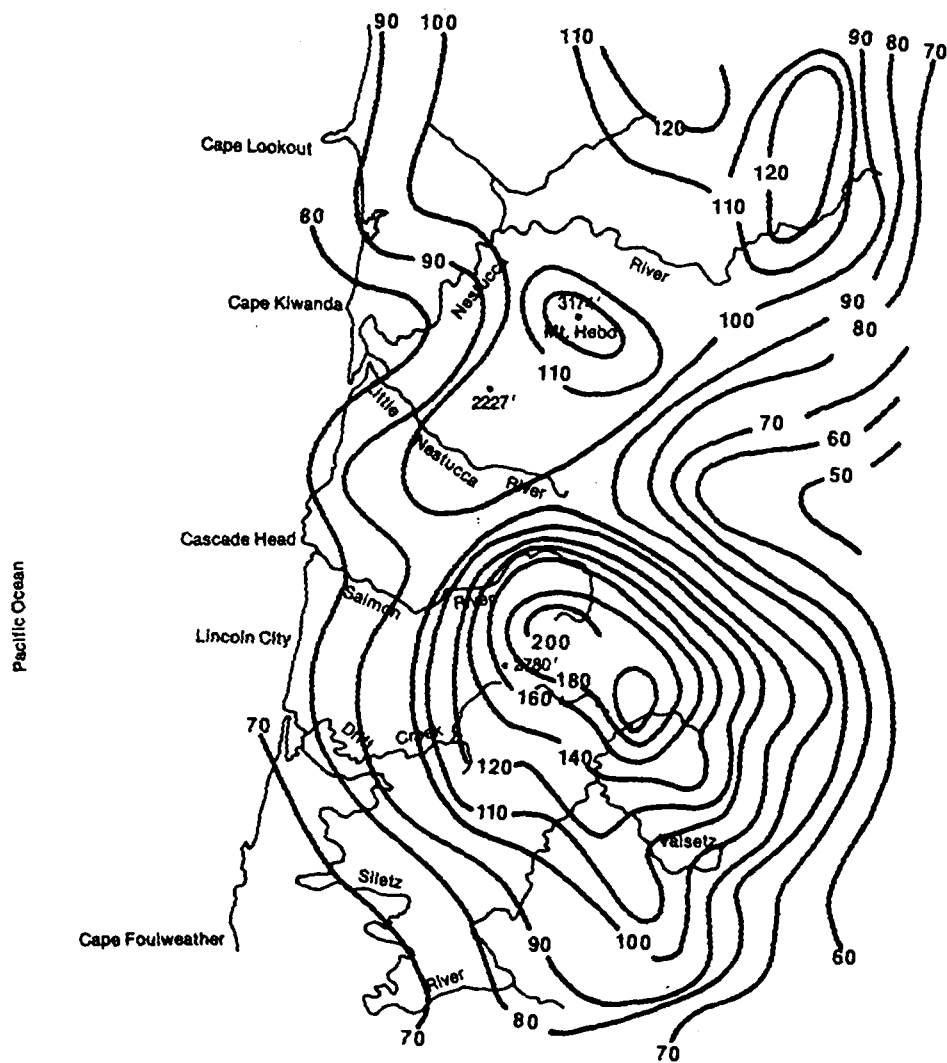 90 100
110
90 80
70
Cape Lookout
120
120
110
80
90
River
Nestucca
Cape Kiwanda
3174'
Mt. Hebo
100
90
80
110
2227'
Little
Nestucca
River
70
60
50
Cascade Head
Pacific Ocean
Salmon
River
Lincoln City
200
2780'
180
160
70
Drift
Creek
120
140
110
Valsetz
Siletz
Cape Foulweather
90
100
60
River
80
70
70